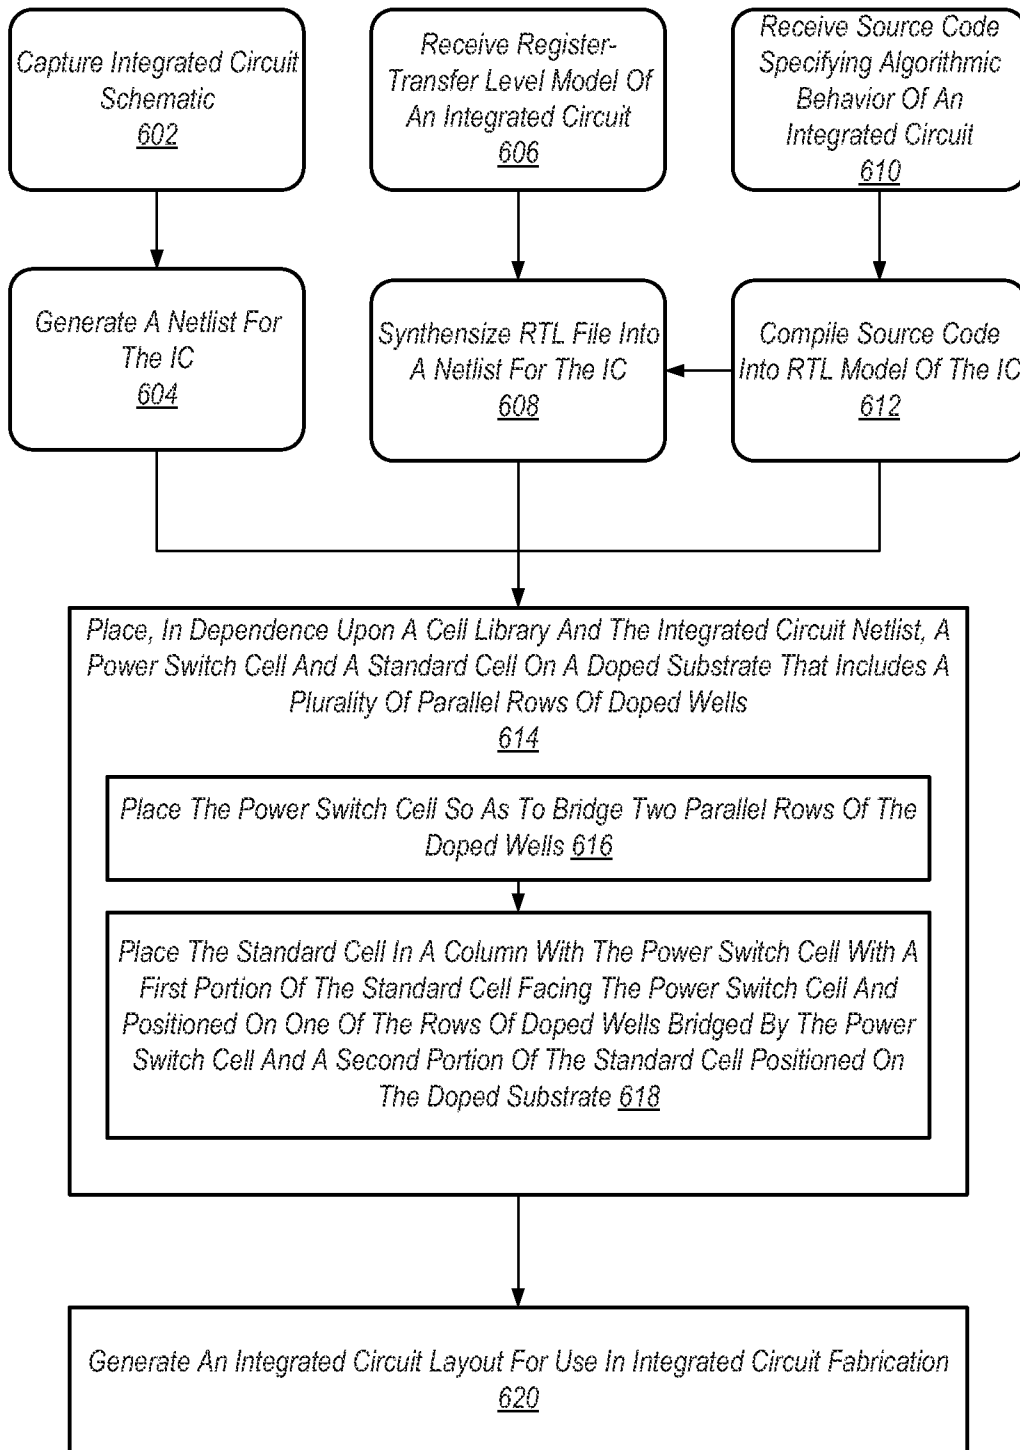 Capture Integrated Circuit
Schematic
602
Receive Register-
Transfer Level Model Of
An Integrated Circuit
606
Receive Source Code
Specifying Algorithmic
Behavior Of An
Integrated Circuit
610
Generate A Netlist For
The IC
604
Synthensize RTL File Into
A Netlist For The IC
608
Compile Source Code
Into RTL Model Of The IC
612
Place, In Dependence Upon A Cell Library And The Integrated Circuit Netlist, A
Power Switch Cell And A Standard Cell On A Doped Substrate That Includes A
Plurality Of Parallel Rows Of Doped Wells
614
Place The Power Switch Cell So As To Bridge Two Parallel Rows Of The
Doped Wells 616
Place The Standard Cell In A Column With The Power Switch Cell With A
First Portion Of The Standard Cell Facing The Power Switch Cell And
Positioned On One Of The Rows Of Doped Wells Bridged By The Power
Switch Cell And A Second Portion Of The Standard Cell Positioned On
The Doped Substrate 618
Generate An Integrated Circuit Layout For Use In Integrated Circuit Fabrication
620